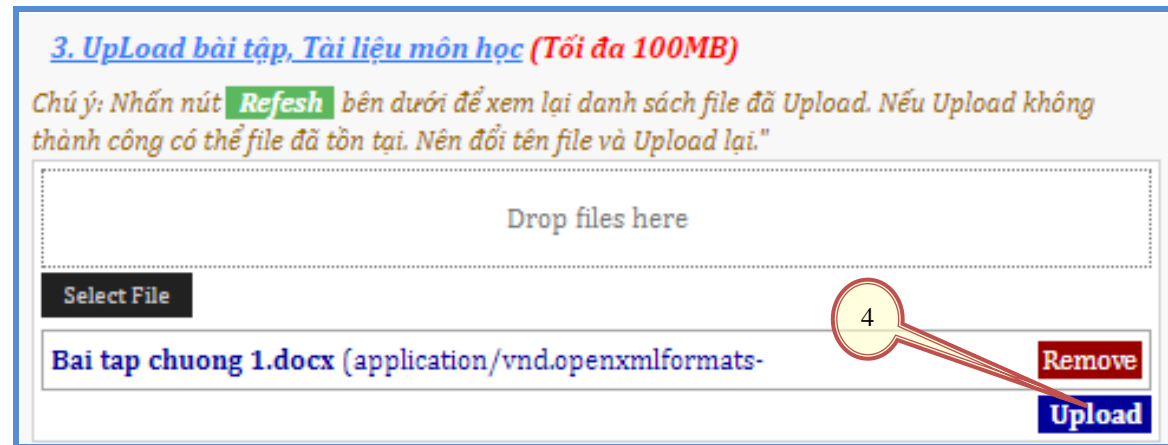 3. UpLoad bài tập, Tài liệu môn học (Tối đa 100MB)
Chú ý: Nhấn nút Refesh bên dưới để xem lại danh sách file đã Upload. Nếu Upload không
thành công có thể file đã tồn tại. Nên đổi tên file và Upload lại."
Drop files here
Select File
4
Bai tap chuong 1.docx (application/vnd.openxmlformats-
Remove
Upload